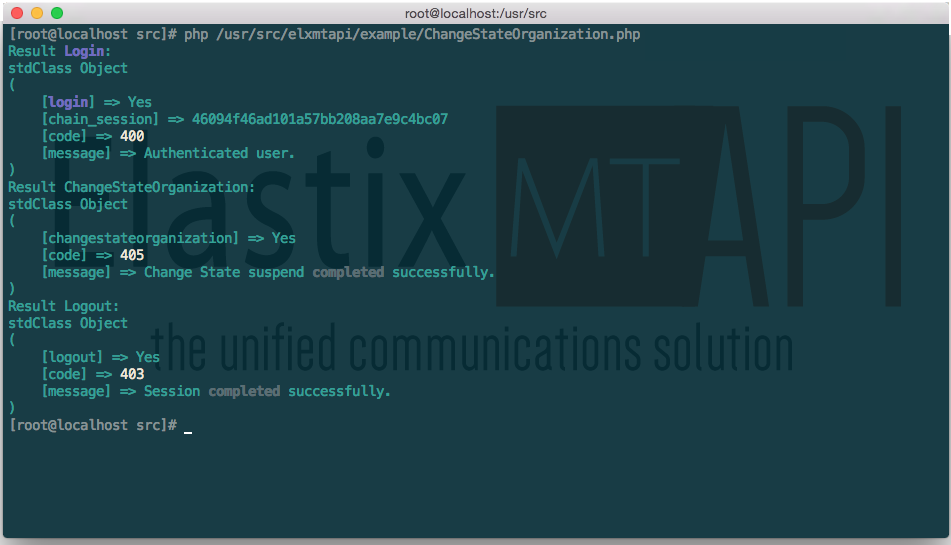 root@localhost:/usr/src
[root@localhost src]# php /usr/src/elxmtapi/example/ChangeStateOrganization.php
Result Login:
stdClass Object
(
    [login] => Yes
    [chain_session] => 46094f46ad101a57bb208aa7e9c4bc07
    [code] => 400
    [message] => Authenticated user.
)
Result ChangeStateOrganization:
stdClass Object
(
    [changestateorganization] => Yes
    [code] => 405
    [message] => Change State suspend completed successfully.
)
Result Logout:
stdClass Object
(
    [logout] => Yes
    [code] => 403
    [message] => Session completed successfully.
)
[root@localhost src]# _
Elastix MT API
the unified communications solution